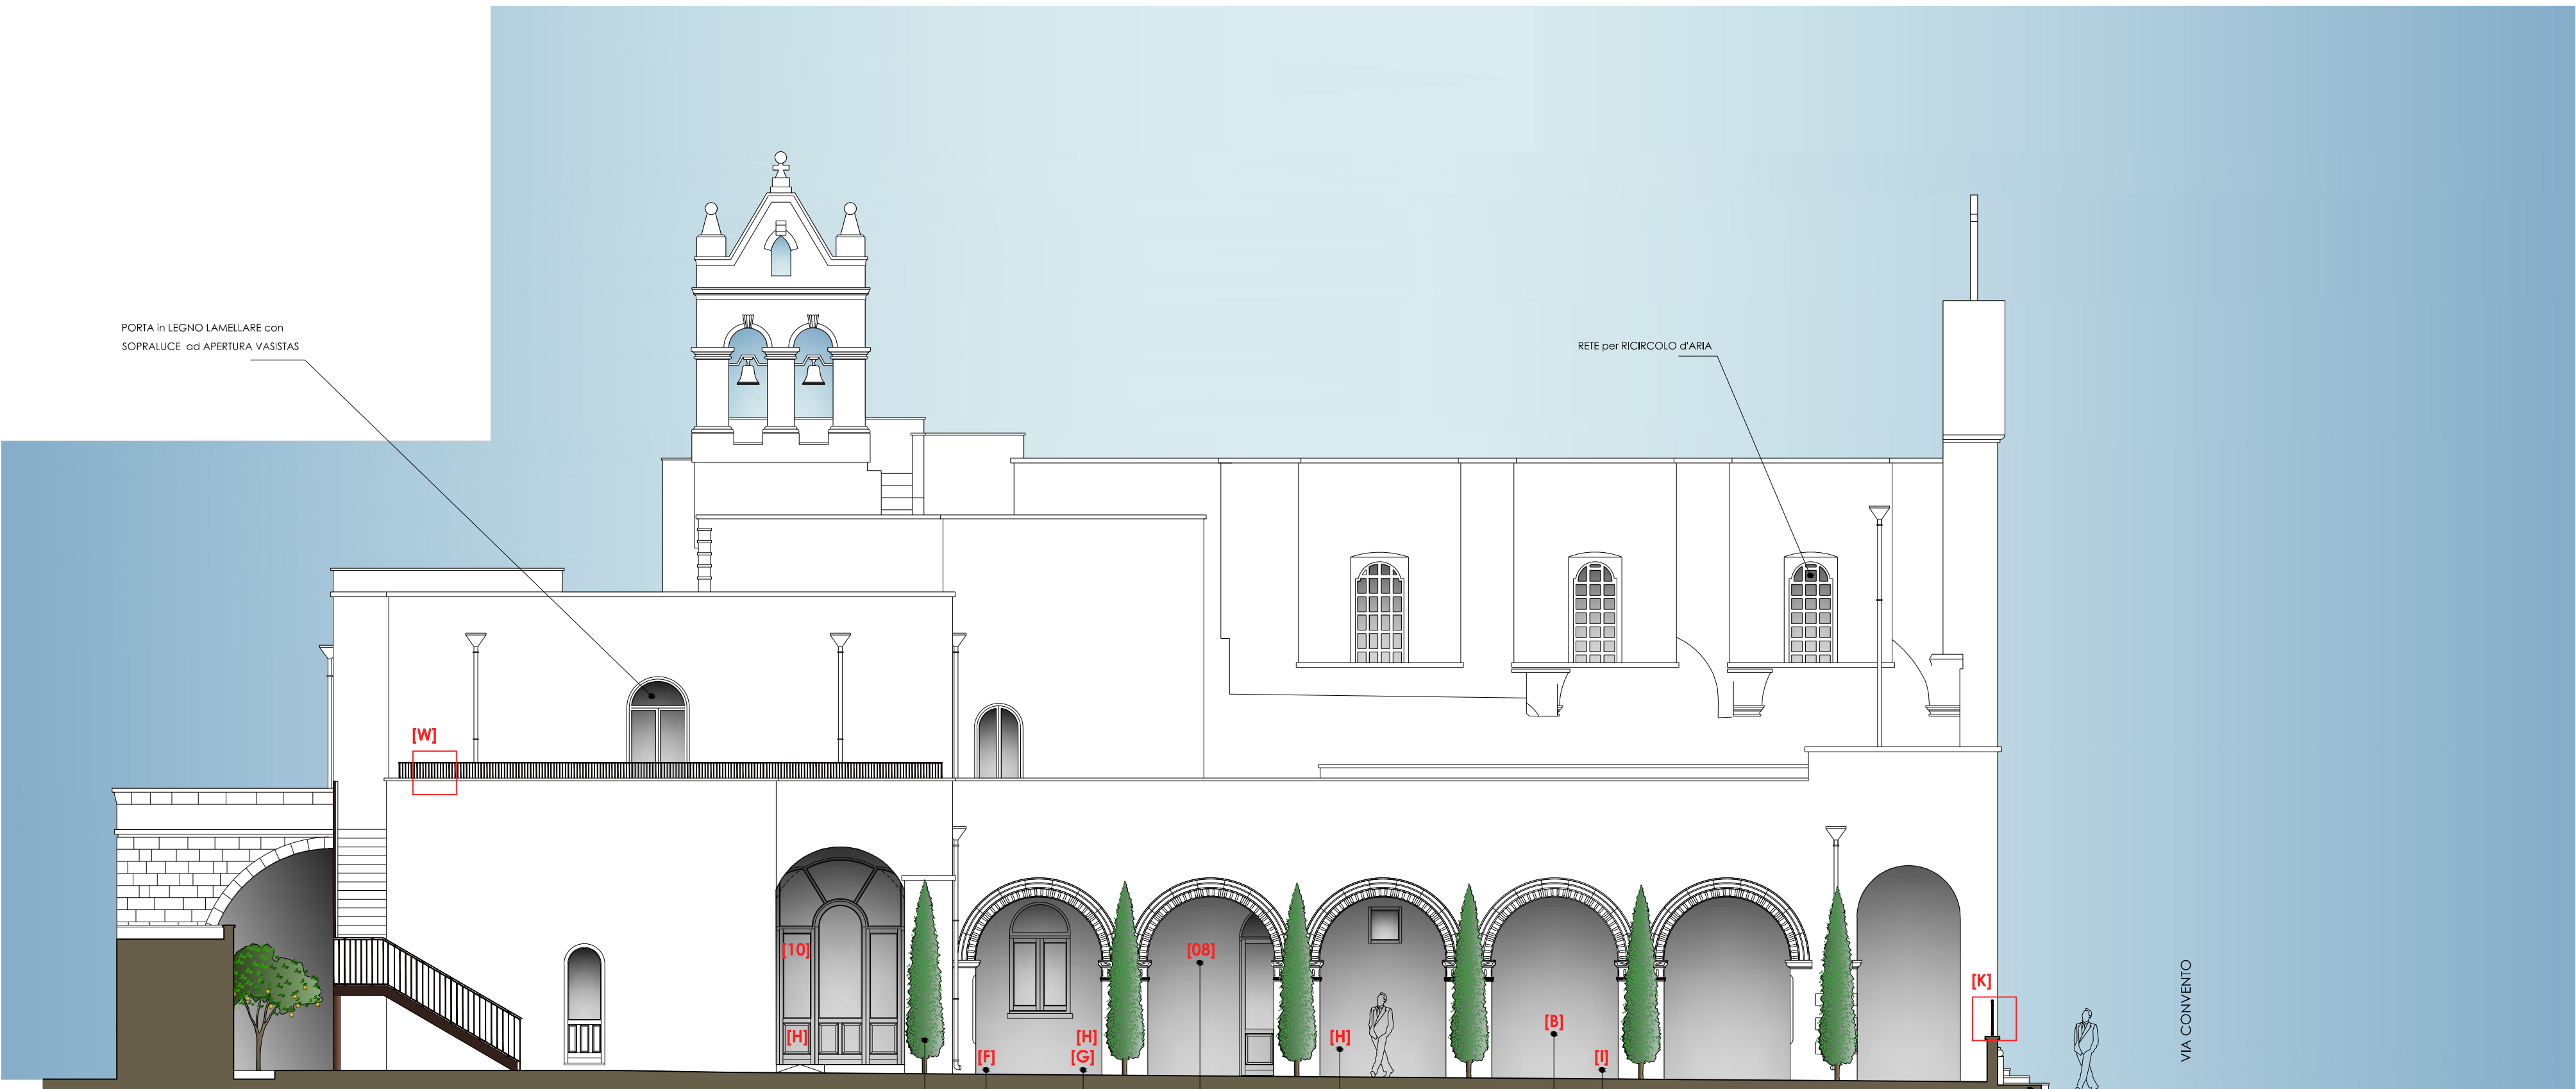 PORTA in LEGNO LAMELLARE con
SOPRALUCE ad APERTURA VASISTAS
RETE per RICIRCOLO d'ARIA
[W]
[10]
[08]
[K]
[H]
[F]
[H]
[G]
[H]
[B]
[I]
VIA CONVENTO